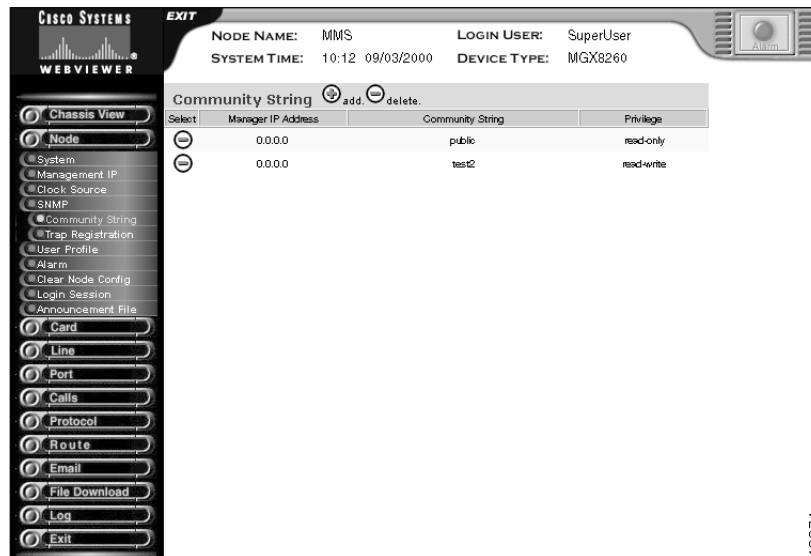 CISCO SYSTEMS
WEBVIEWER
EXIT
NODE NAME: MMS LOGIN USER: SuperUser
SYSTEM TIME: 10:12 09/03/2000 DEVICE TYPE: MGX8260
Alarm
Chassis View
Node
System
Management IP
Clock Source
SNMP
Community String
Trap Registration
User Profile
Alarm
Clear Node Config
Login Session
Announcement File
Card
Line
Port
Calls
Protocol
Route
Email
File Download
Log
Exit
Community String add. delete.
Select Manager IP Address Community String Privilege
0.0.0.0 public read-only
0.0.0.0 test2 read-write